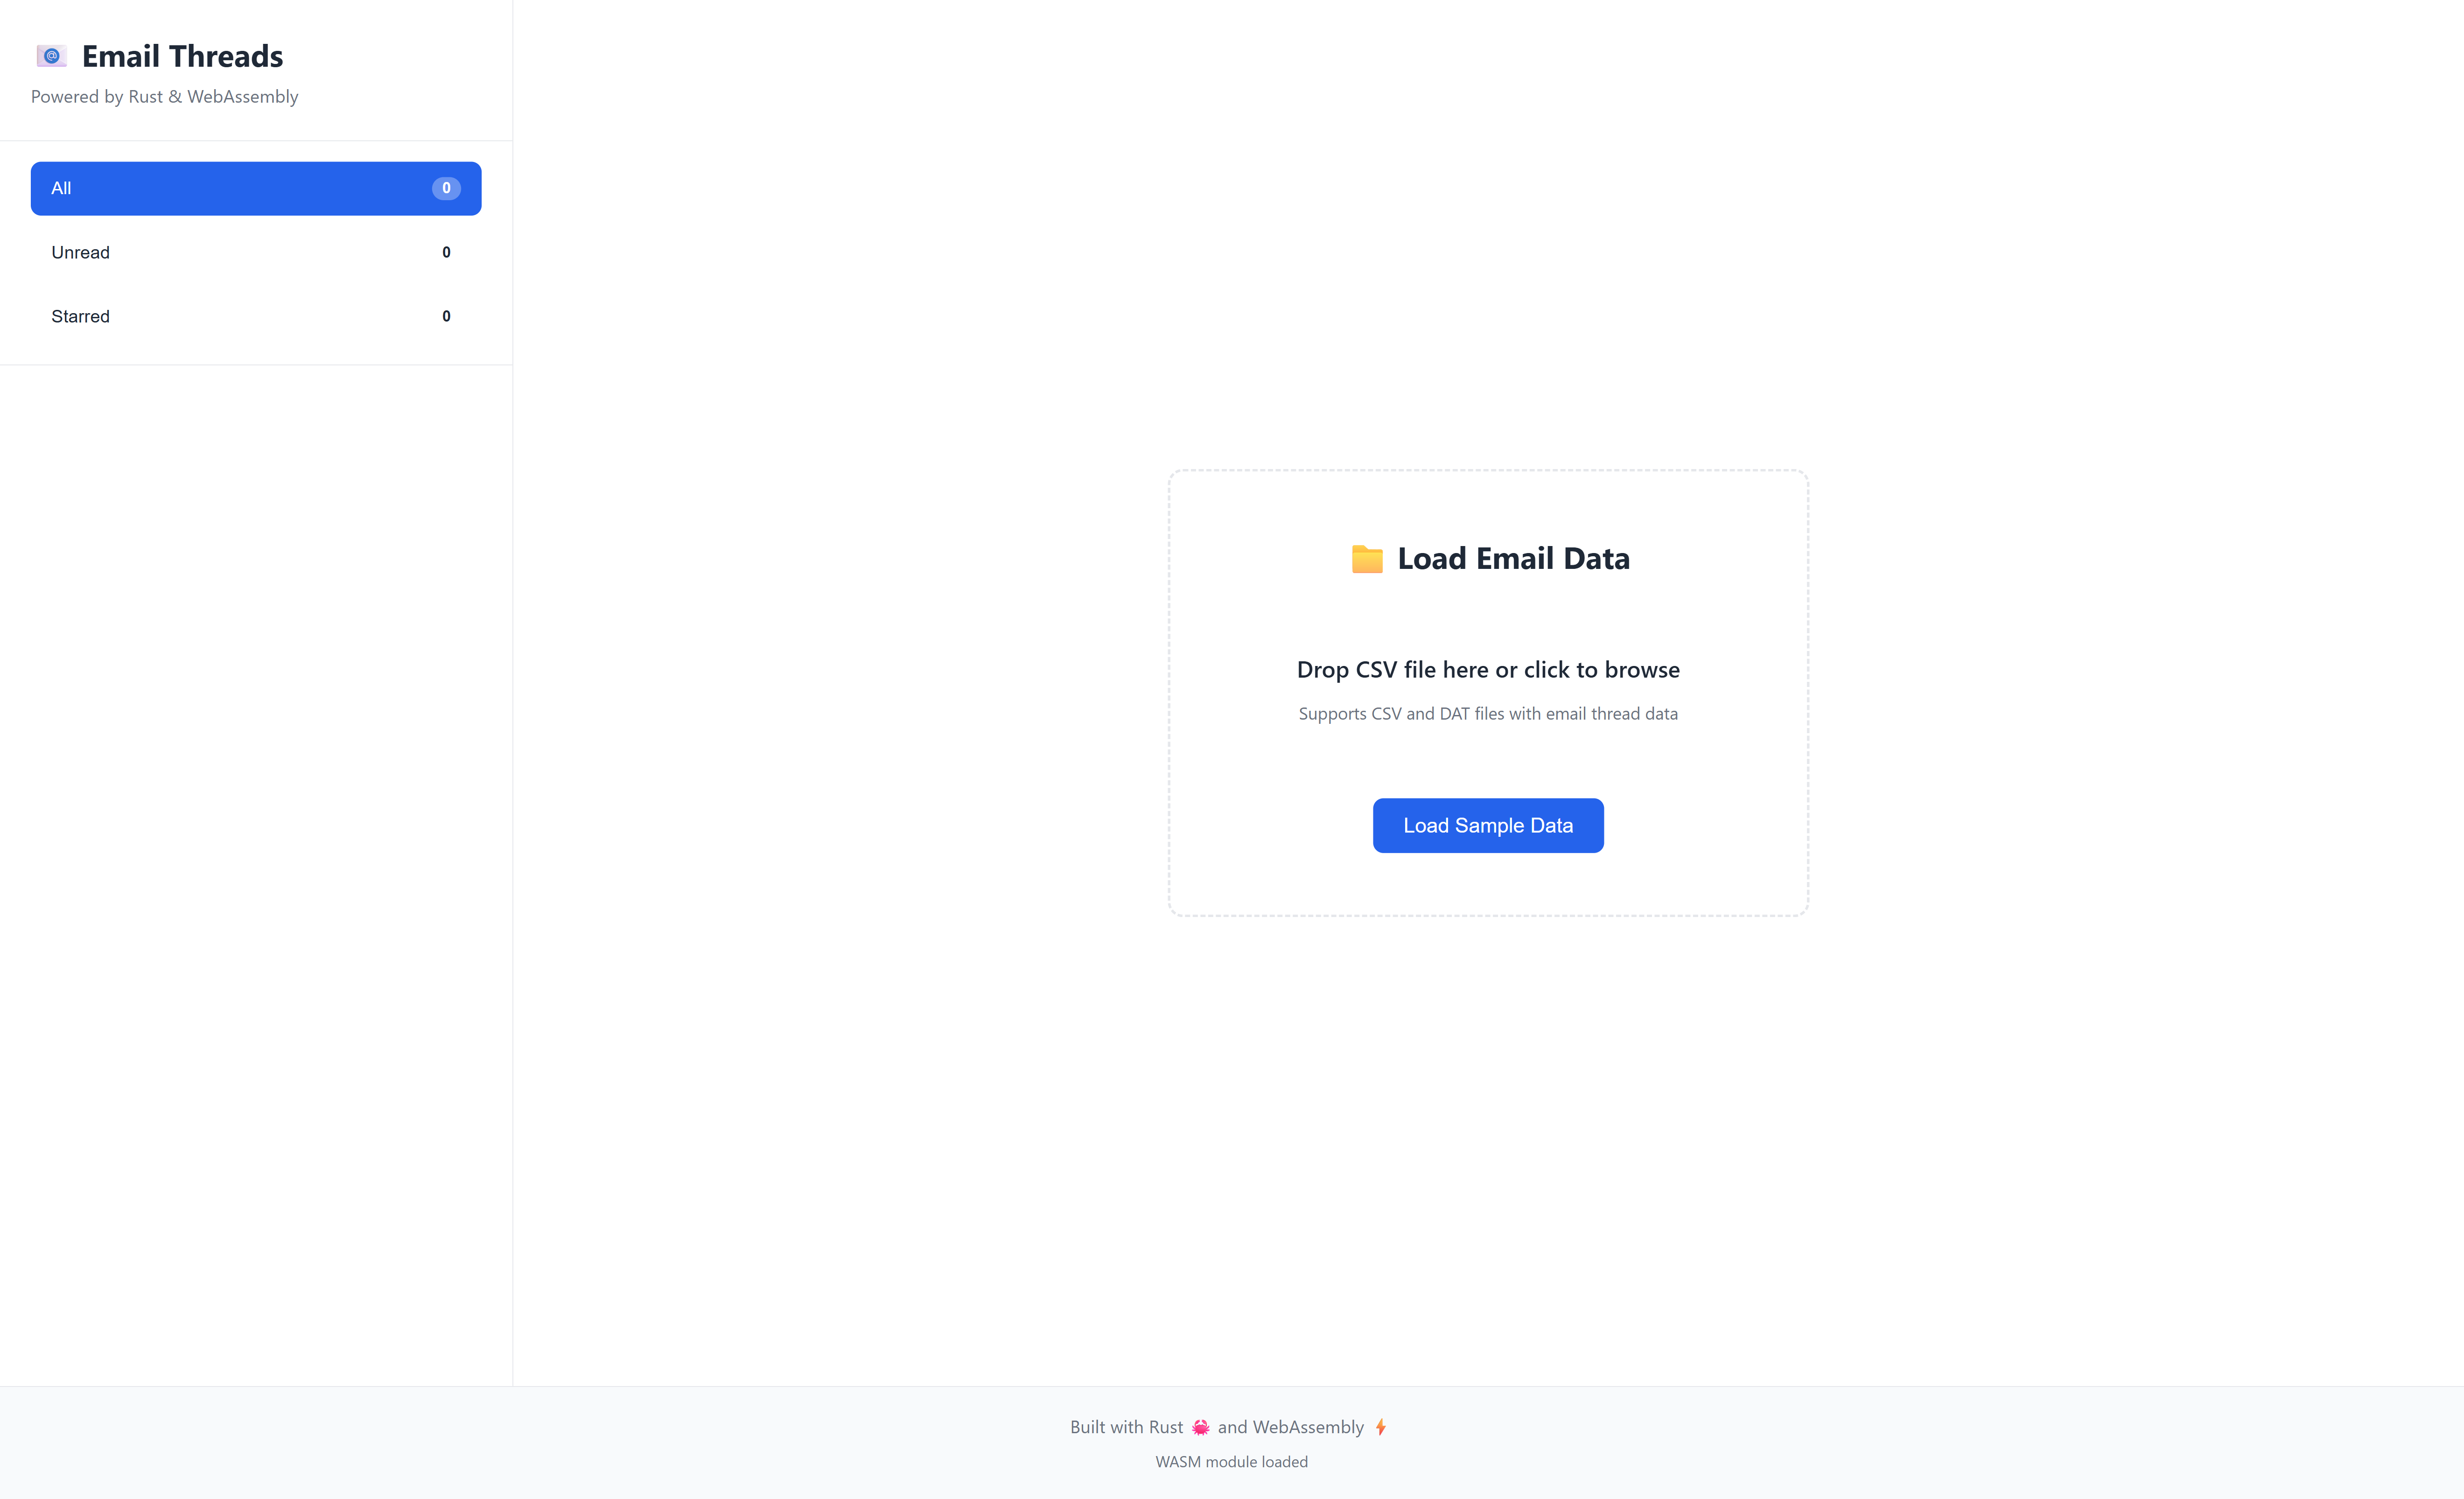 Email Threads
Powered by Rust & WebAssembly
All 0
Unread 0
Starred 0
Load Email Data
Drop CSV file here or click to browse
Supports CSV and DAT files with email thread data
Load Sample Data
Built with Rust 🦀 and WebAssembly ⚡
WASM module loaded